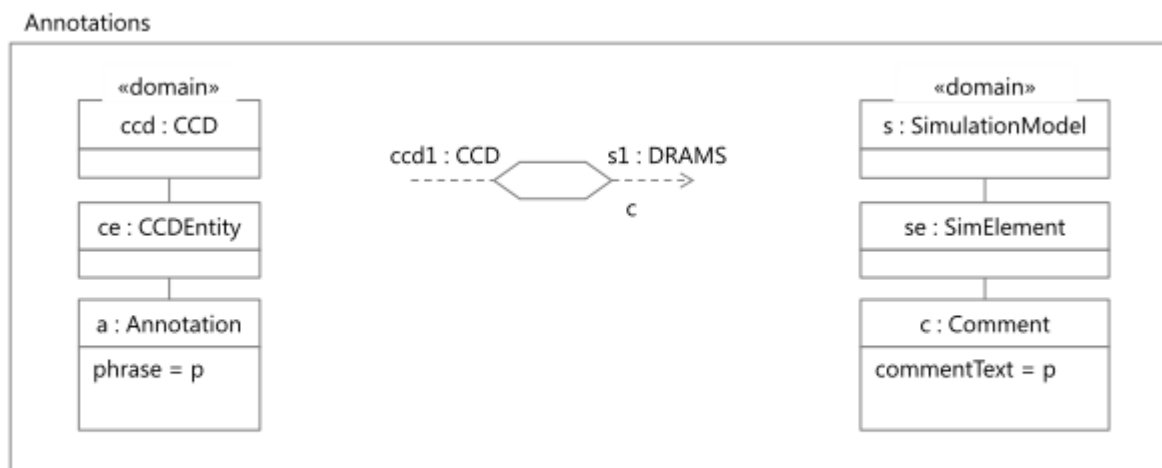 Annotations
«domain»
ccd : CCD
ce : CCDEntity
a : Annotation
phrase = p
ccd1 : CCD
s1 : DRAMS
c
«domain»
s : SimulationModel
se : SimElement
c : Comment
commentText = p